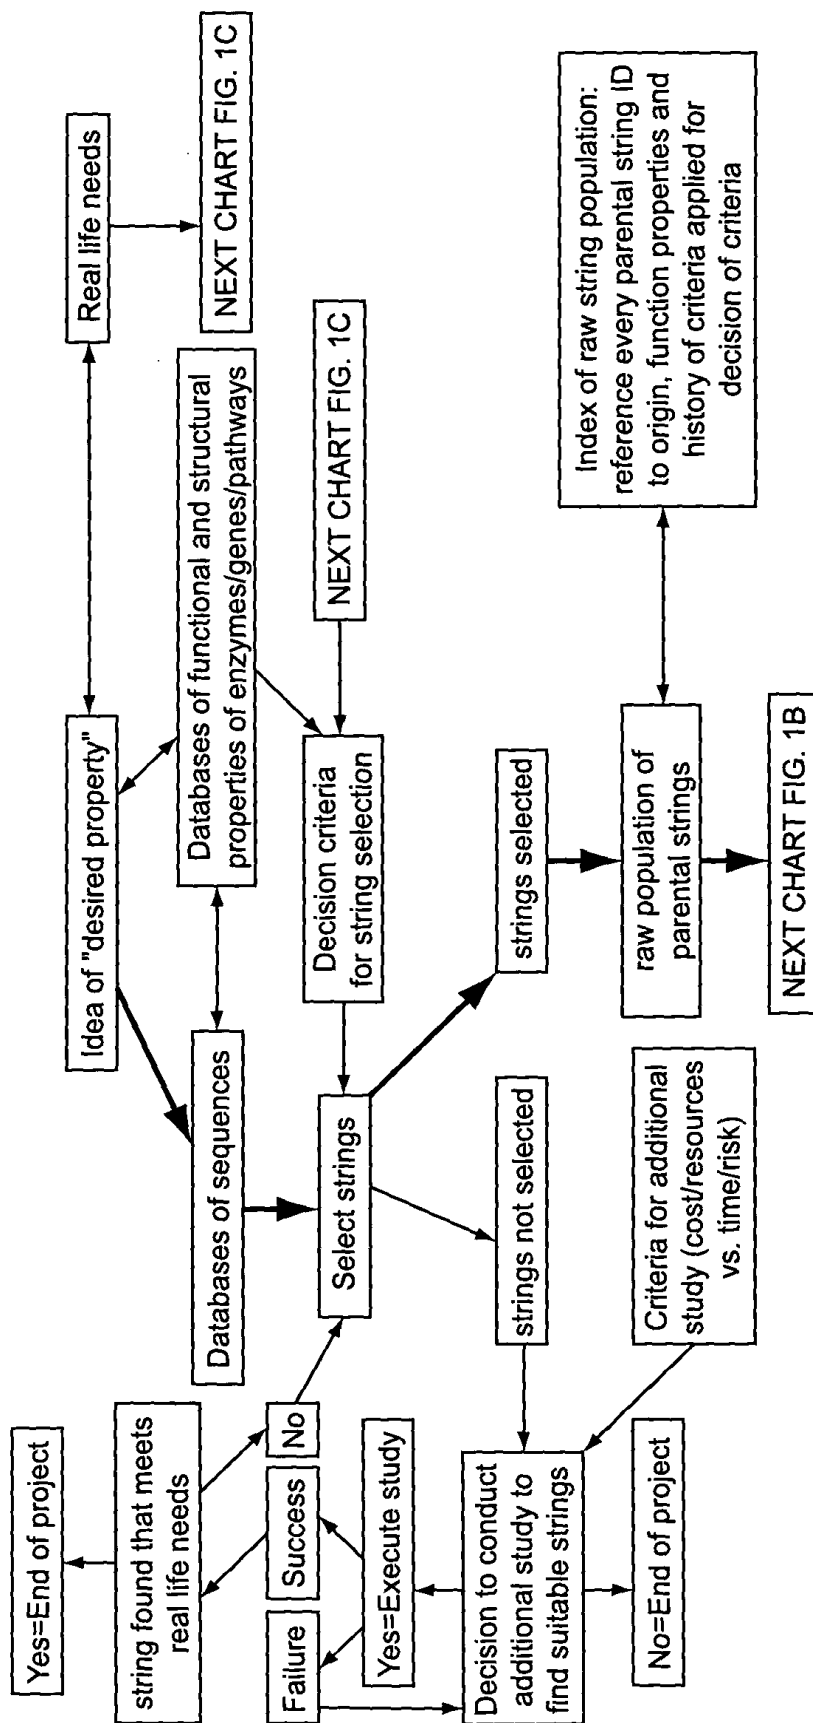 Yes=End of project
string found that meets
real life needs
Failure
Success
No
Yes=Execute study
Decision to conduct
additional study to
find suitable strings
No=End of project
Idea of "desired property"
Real life needs
NEXT CHART FIG. 1C
Databases of sequences
Databases of functional and structural
properties of enzymes/genes/pathways
Select strings
Decision criteria
for string selection
NEXT CHART FIG. 1C
strings not selected
strings selected
Criteria for additional
study (cost/resources
vs. time/risk)
raw population of
parental strings
NEXT CHART FIG. 1B
Index of raw string population:
reference every parental string ID
to origin, function properties and
history of criteria applied for
decision of criteria